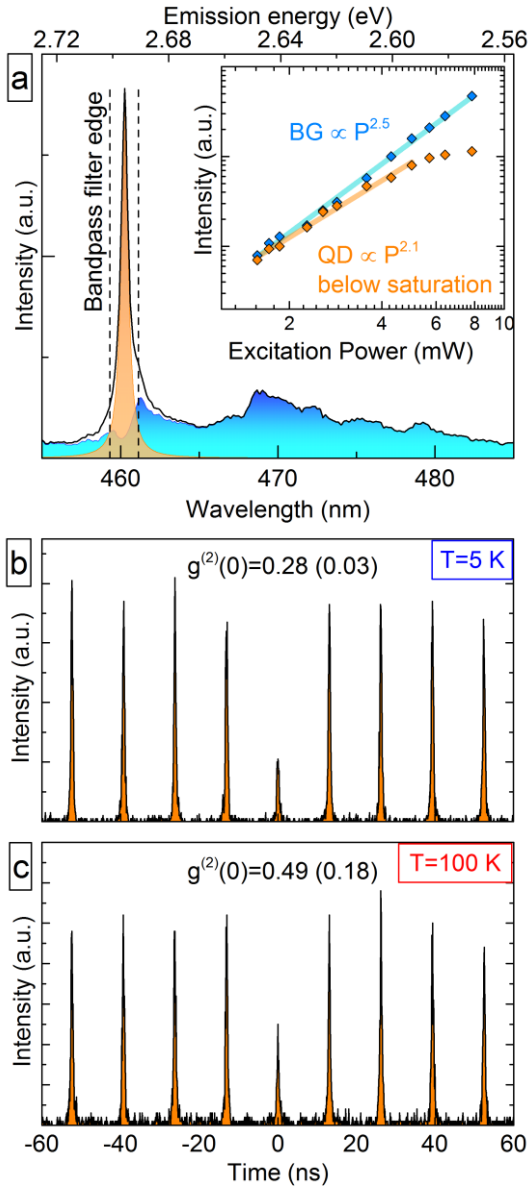 Emission energy (eV)
2.72 2.68 2.64 2.60 2.56
a
Bandpass filter edge
Intensity (a.u.)
Intensity (a.u.)
BG ∝ P^2.5
QD ∝ P^2.1
below saturation
2 4 6 8 10
Excitation Power (mW)
460 470 480
Wavelength (nm)
b
g^(2)(0)=0.28 (0.03)
T=5 K
Intensity (a.u.)
c
g^(2)(0)=0.49 (0.18)
T=100 K
Intensity (a.u.)
-60 -40 -20 0 20 40 60
Time (ns)